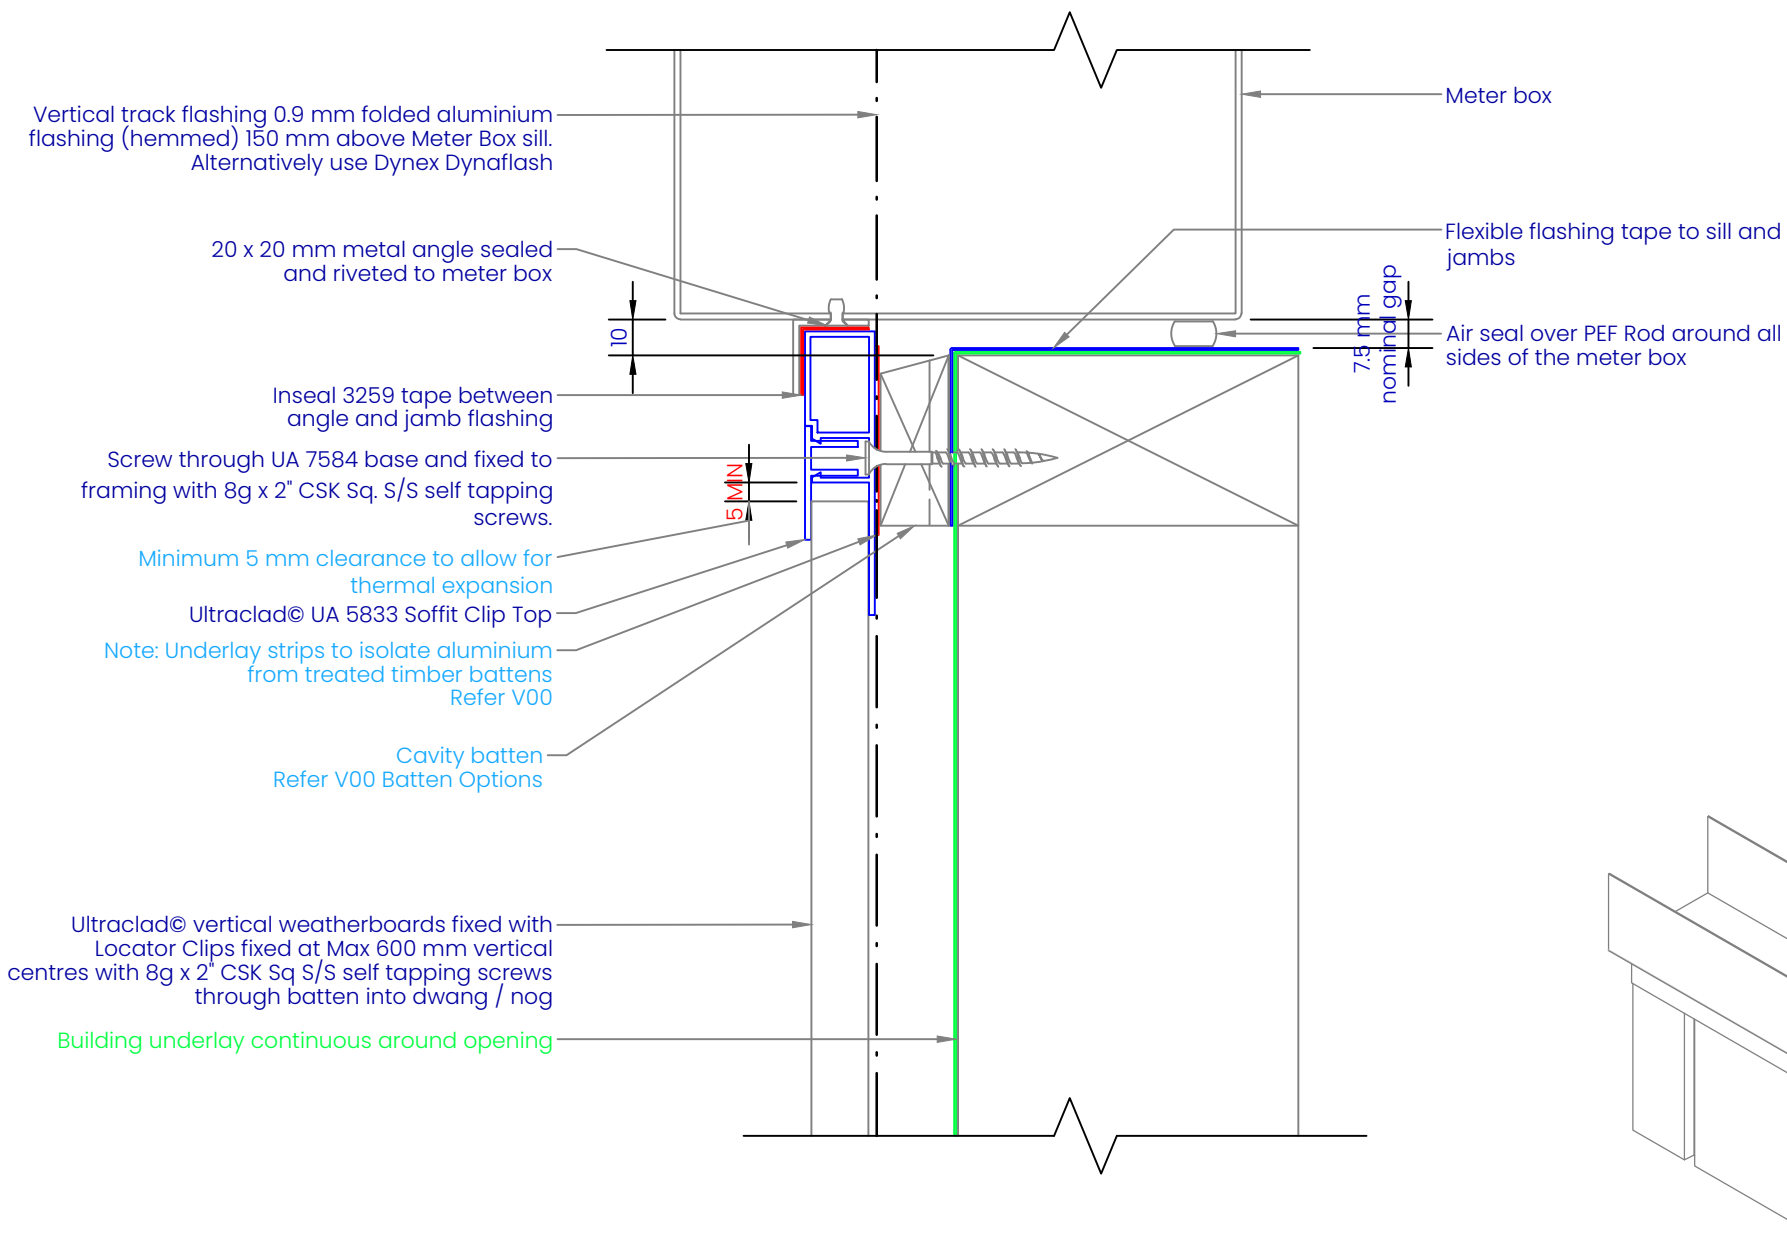 Vertical track flashing 0.9 mm folded aluminium
flashing (hemmed) 150 mm above Meter Box sill.
Alternatively use Dynex Dynaflash
20 x 20 mm metal angle sealed
and riveted to meter box
10
Inseal 3259 tape between
angle and jamb flashing
Screw through UA 7584 base and fixed to
framing with 8g x 2" CSK Sq. S/S self tapping
screws.
5 MIN
Minimum 5 mm clearance to allow for
thermal expansion
Ultraclad© UA 5833 Soffit Clip Top
Note: Underlay strips to isolate aluminium
from treated timber battens
Refer V00
Cavity batten
Refer V00 Batten Options
Ultraclad© vertical weatherboards fixed with
Locator Clips fixed at Max 600 mm vertical
centres with 8g x 2" CSK Sq S/S self tapping screws
through batten into dwang / nog
Building underlay continuous around opening
Meter box
Flexible flashing tape to sill and
jambs
7.5 mm
nominal gap
Air seal over PEF Rod around all
sides of the meter box